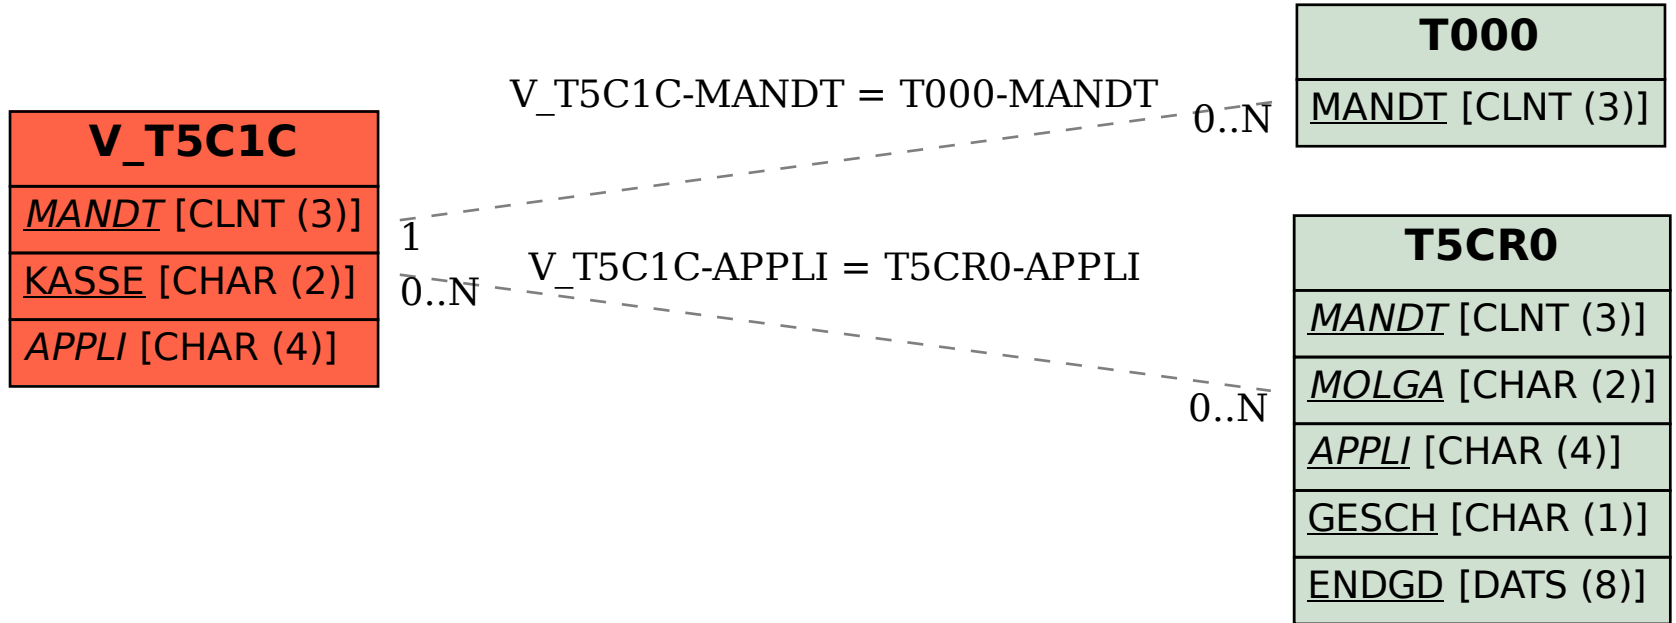 V_T5C1C
MANDT [CLNT (3)]
KASSE [CHAR (2)]
APPLI [CHAR (4)]
V_T5C1C-MANDT = T000-MANDT
1
0..N
V_T5C1C-APPLI = T5CR0-APPLI
0..N
0..N
T000
MANDT [CLNT (3)]
T5CR0
MANDT [CLNT (3)]
MOLGA [CHAR (2)]
APPLI [CHAR (4)]
GESCH [CHAR (1)]
ENDGD [DATS (8)]